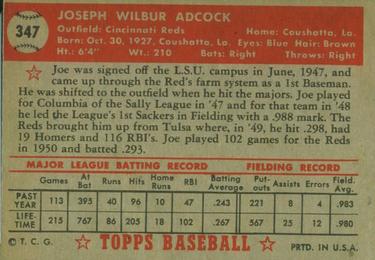 347
JOSEPH WILBUR ADCOCK
Outfield: Cincinnati Reds Home: Coushatta, La.
Born: Oct. 30, 1927, Coushatta, La. Eyes: Blue Hair: Brown
Ht.: 6'4" Wt.: 210 Bats: Right Throws: Right
Joe was signed off the L.S.U. campus in June, 1947, and
came up through the Red's farm system as a 1st Baseman.
He was shifted to the outfield when he hit the majors. Joe played
for Columbia of the Sally League in '47 and for that team in '48
he led the League's 1st Sackers in Fielding with a .988 mark. The
Reds brought him up from Tulsa where, in '49, he hit .298, had
19 Homers and 116 RBI's. Joe played 102 games for the Reds
in 1950 and batted .293.
MAJOR LEAGUE BATTING RECORD FIELDING RECORD
Games At Bat Runs Hits Home Runs RBI Batting Average Put-outs Assists Errors Field. Avg.
PAST YEAR 113 395 40 96 10 47 .243 221 8 4 .983
LIFE-TIME 215 767 86 205 18 102 .267 567 25 12 .980
© T. C. G. TOPPS BASEBALL PRTD. IN U.S.A.